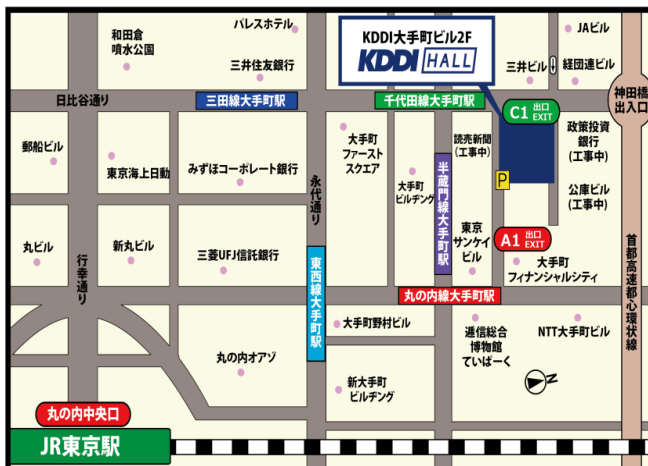 パレスホテル
和田倉
噴水公園
三井住友銀行
KDDI大手町ビル2F
KDDI HALL
JAビル
三井ビル
経団連ビル
神田橋
出入口
日比谷通り
三田線大手町駅
千代田線大手町駅
C1 出口
EXIT
郵船ビル
東京海上日動
みずほコーポレート銀行
永代通り
大手町
ファースト
スクエア
大手町
ビルヂング
半蔵門線大手町駅
読売新聞
(工事中)
P
政策投資
銀行
(工事中)
公庫ビル
(工事中)
丸ビル
行幸通り
新丸ビル
三菱UFJ信託銀行
東西線大手町駅
東京
サンケイ
ビル
A1 出口
EXIT
大手町
フィナンシャルシティ
首都高速都心環状線
丸の内線大手町駅
丸の内オアゾ
大手町野村ビル
新大手町
ビルヂング
逓信総合
博物館
ていぱーく
NTT大手町ビル
N
丸の内中央口
JR東京駅